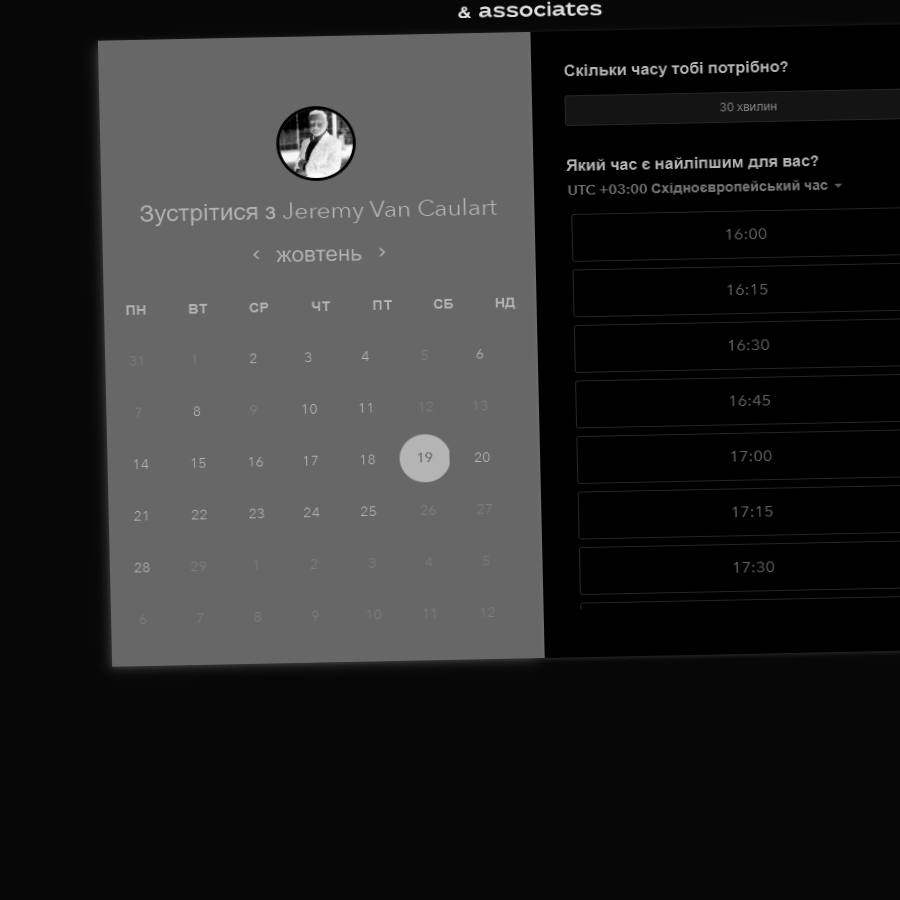 & associates
Зустрітися з Jeremy Van Caulart
‹ жовтень ›
ПН ВТ СР ЧТ ПТ СБ НД
31 1 2 3 4 5 6
7 8 9 10 11 12 13
14 15 16 17 18 19 20
21 22 23 24 25 26 27
28 29 1 2 3 4 5
6 7 8 9 10 11 12
Скільки часу тобі потрібно?
30 хвилин
Який час є найліпшим для вас?
UTC +03:00 Східноєвропейський час
16:00
16:15
16:30
16:45
17:00
17:15
17:30